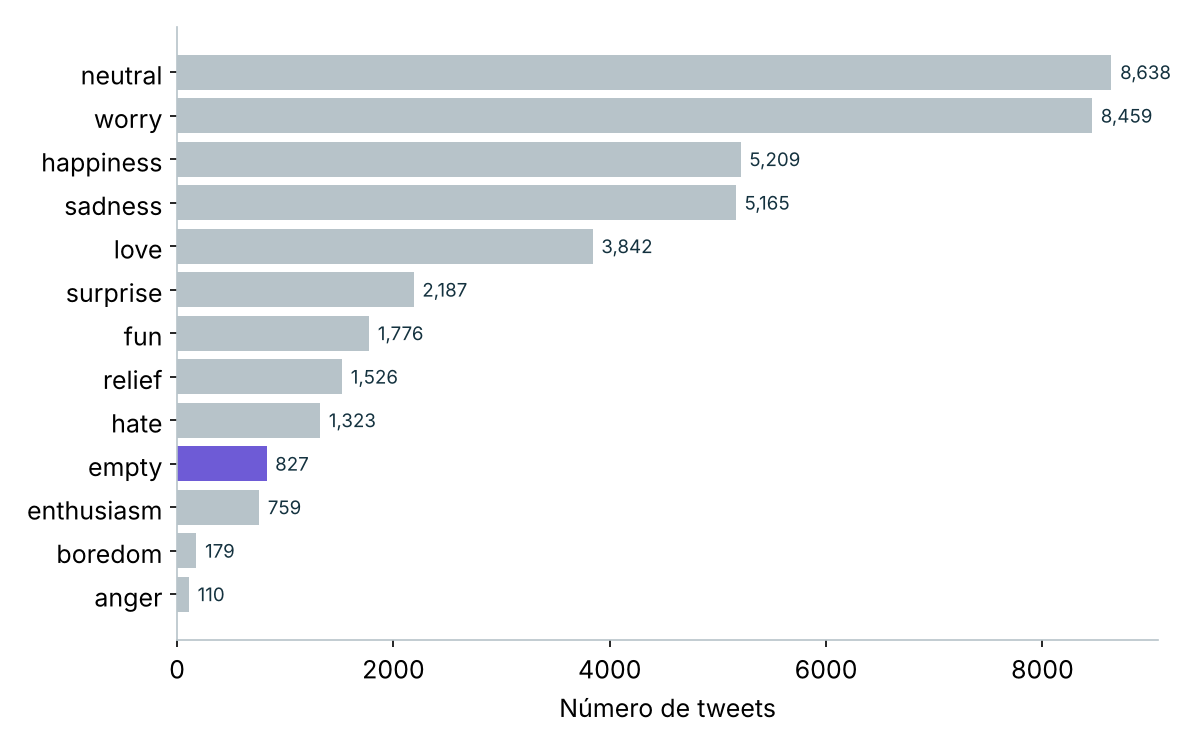 neutral 8,638
worry 8,459
happiness 5,209
sadness 5,165
love 3,842
surprise 2,187
fun 1,776
relief 1,526
hate 1,323
empty 827
enthusiasm 759
boredom 179
anger 110
0 2000 4000 6000 8000
Número de tweets